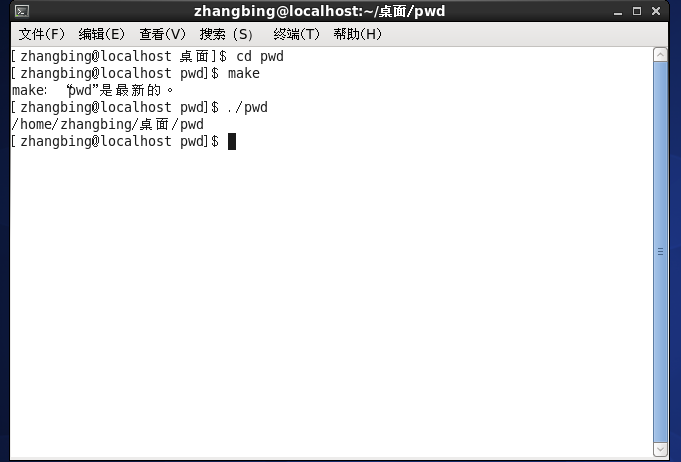 zhangbing@localhost:~/桌面/pwd
文件(F) 编辑(E) 查看(V) 搜索 (S) 终端(T) 帮助(H)
[zhangbing@localhost 桌面]$ cd pwd
[zhangbing@localhost pwd]$ make
make: “pwd”是最新的。
[zhangbing@localhost pwd]$ ./pwd
/home/zhangbing/桌面/pwd
[zhangbing@localhost pwd]$